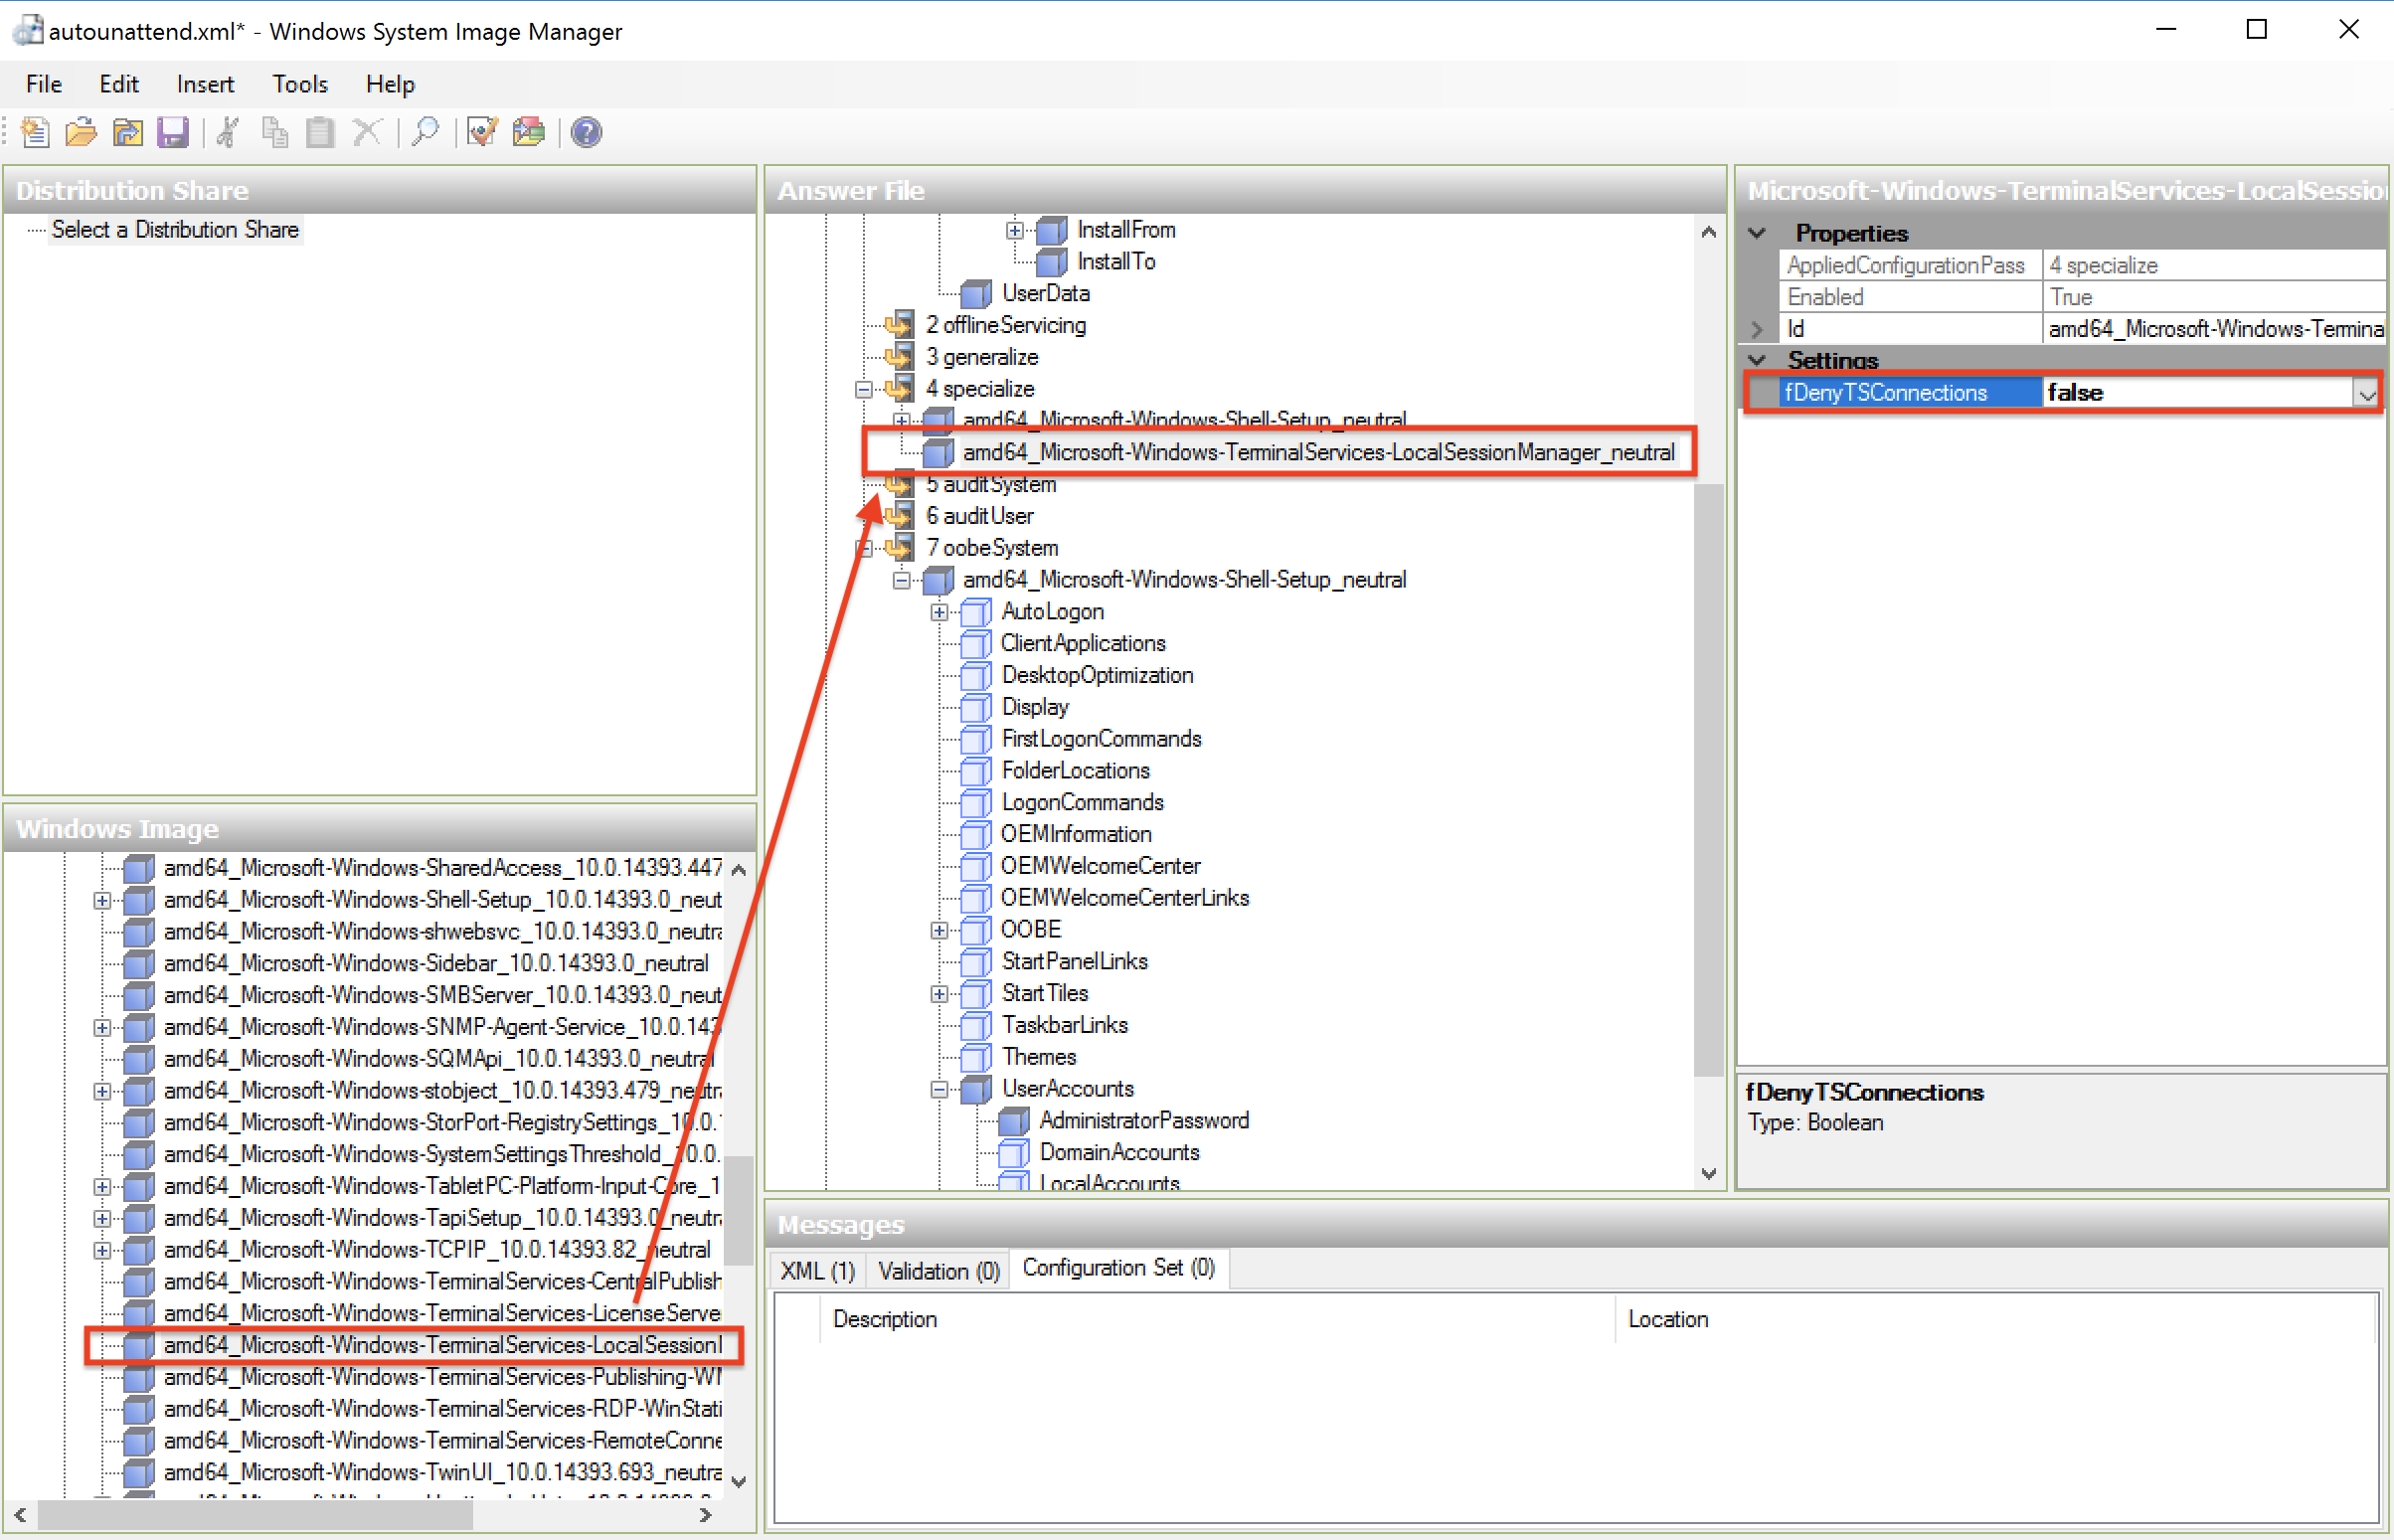 autounattend.xml* - Windows System Image Manager
File Edit Insert Tools Help
Distribution Share
Select a Distribution Share
Windows Image
amd64_Microsoft-Windows-SharedAccess_10.0.14393.447
amd64_Microsoft-Windows-Shell-Setup_10.0.14393.0_neut
amd64_Microsoft-Windows-shwebsvc_10.0.14393.0_neutra
amd64_Microsoft-Windows-Sidebar_10.0.14393.0_neutral
amd64_Microsoft-Windows-SMBServer_10.0.14393.0_neut
amd64_Microsoft-Windows-SNMP-Agent-Service_10.0.143
amd64_Microsoft-Windows-SQMApi_10.0.14393.0_neutral
amd64_Microsoft-Windows-stobject_10.0.14393.479_neutra
amd64_Microsoft-Windows-StorPort-RegistrySettings_10.0.
amd64_Microsoft-Windows-SystemSettingsThreshold_10.0.
amd64_Microsoft-Windows-TabletPC-Platform-Input-Core_1
amd64_Microsoft-Windows-TapiSetup_10.0.14393.0_neutra
amd64_Microsoft-Windows-TCPIP_10.0.14393.82_neutral
amd64_Microsoft-Windows-TerminalServices-CentralPublish
amd64_Microsoft-Windows-TerminalServices-LicenseServe
amd64_Microsoft-Windows-TerminalServices-LocalSession
amd64_Microsoft-Windows-TerminalServices-Publishing-WM
amd64_Microsoft-Windows-TerminalServices-RDP-WinStati
amd64_Microsoft-Windows-TerminalServices-RemoteConne
amd64_Microsoft-Windows-TwinUI_10.0.14393.693_neutra
Answer File
InstallFrom
InstallTo
UserData
2 offlineServicing
3 generalize
4 specialize
amd64_Microsoft-Windows-Shell-Setup_neutral
amd64_Microsoft-Windows-TerminalServices-LocalSessionManager_neutral
5 auditSystem
6 auditUser
7 oobeSystem
amd64_Microsoft-Windows-Shell-Setup_neutral
AutoLogon
ClientApplications
DesktopOptimization
Display
FirstLogonCommands
FolderLocations
LogonCommands
OEMInformation
OEMWelcomeCenter
OEMWelcomeCenterLinks
OOBE
StartPanelLinks
StartTiles
TaskbarLinks
Themes
UserAccounts
AdministratorPassword
DomainAccounts
LocalAccounts
Microsoft-Windows-TerminalServices-LocalSessio
Properties
AppliedConfigurationPass 4 specialize
Enabled True
Id amd64_Microsoft-Windows-Termina
Settings
fDenyTSConnections false
fDenyTSConnections
Type: Boolean
Messages
XML (1) Validation (0) Configuration Set (0)
Description Location